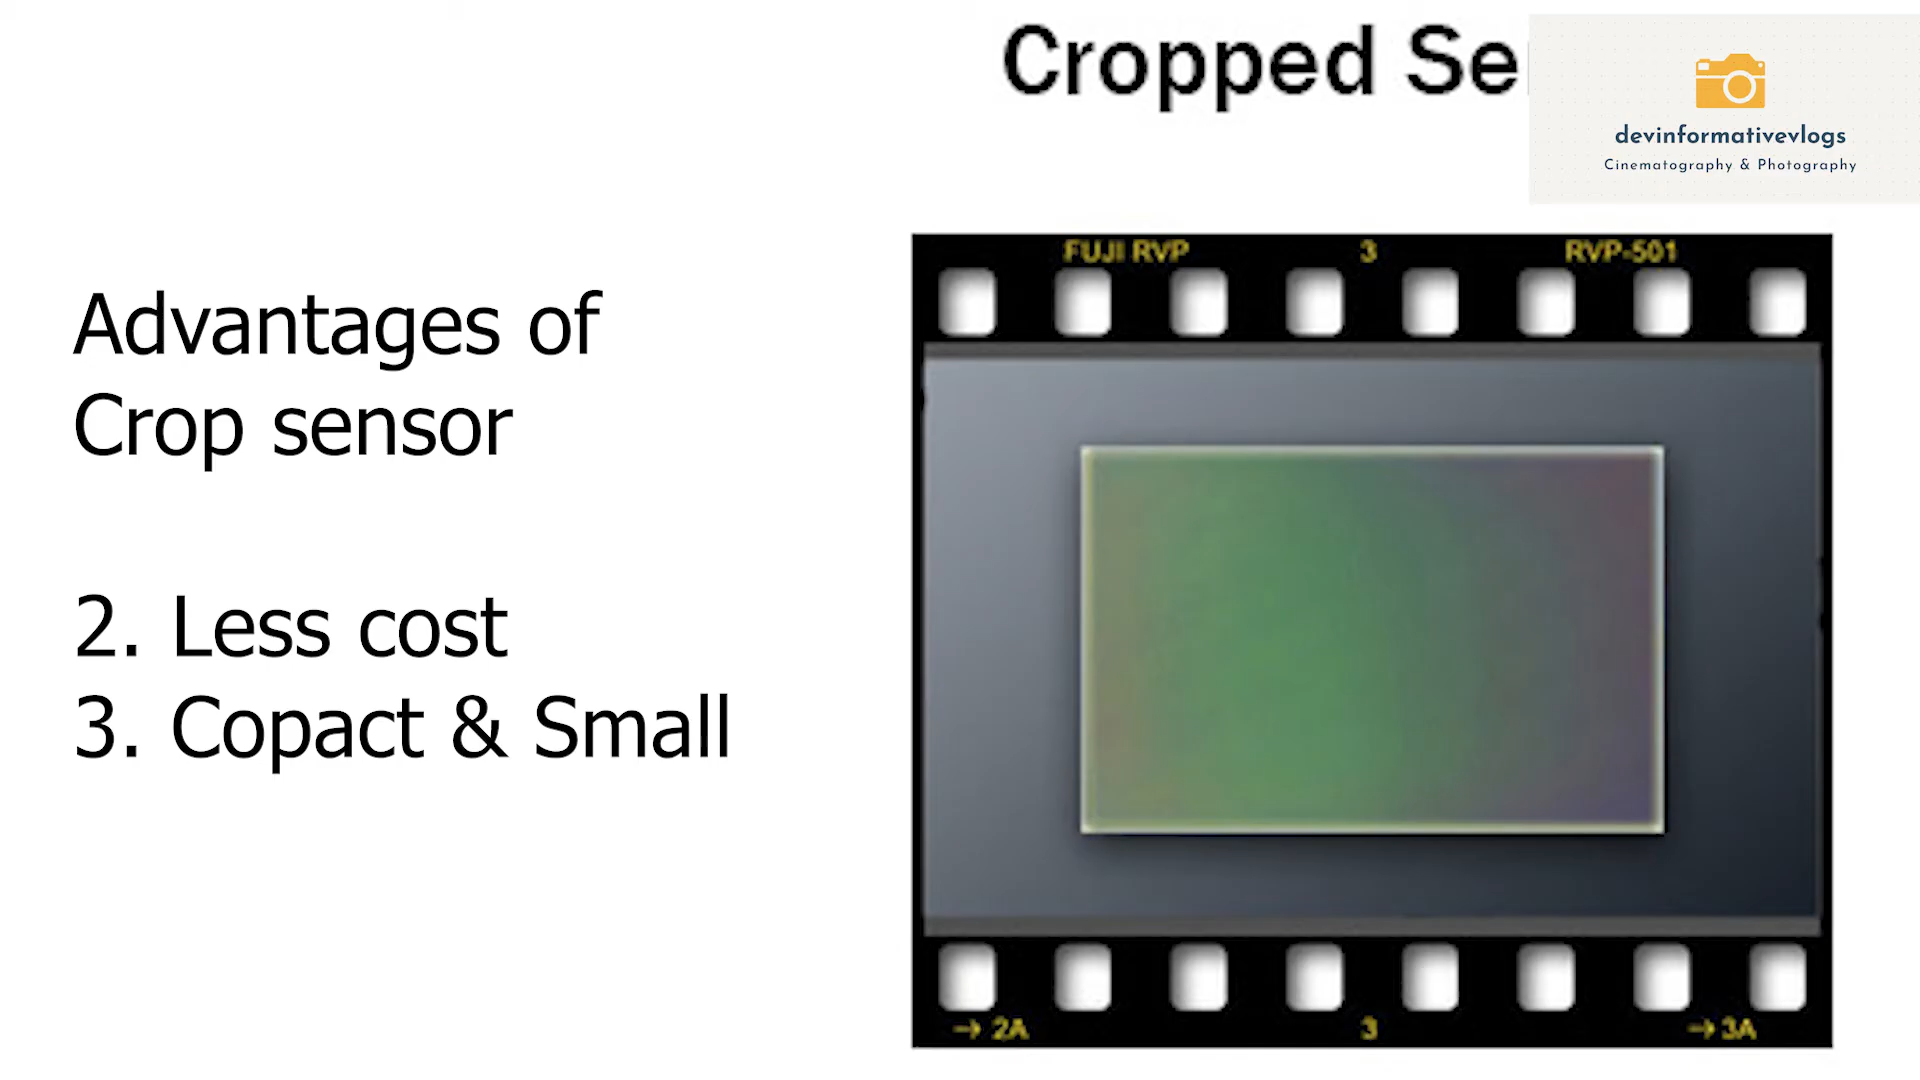 Cropped Se
devinformativevlogs
Cinematography & Photography
FUJI RVP 3 RVP-501
Advantages of
Crop sensor
2. Less cost
3. Copact & Small
→ 2A 3 → 3A